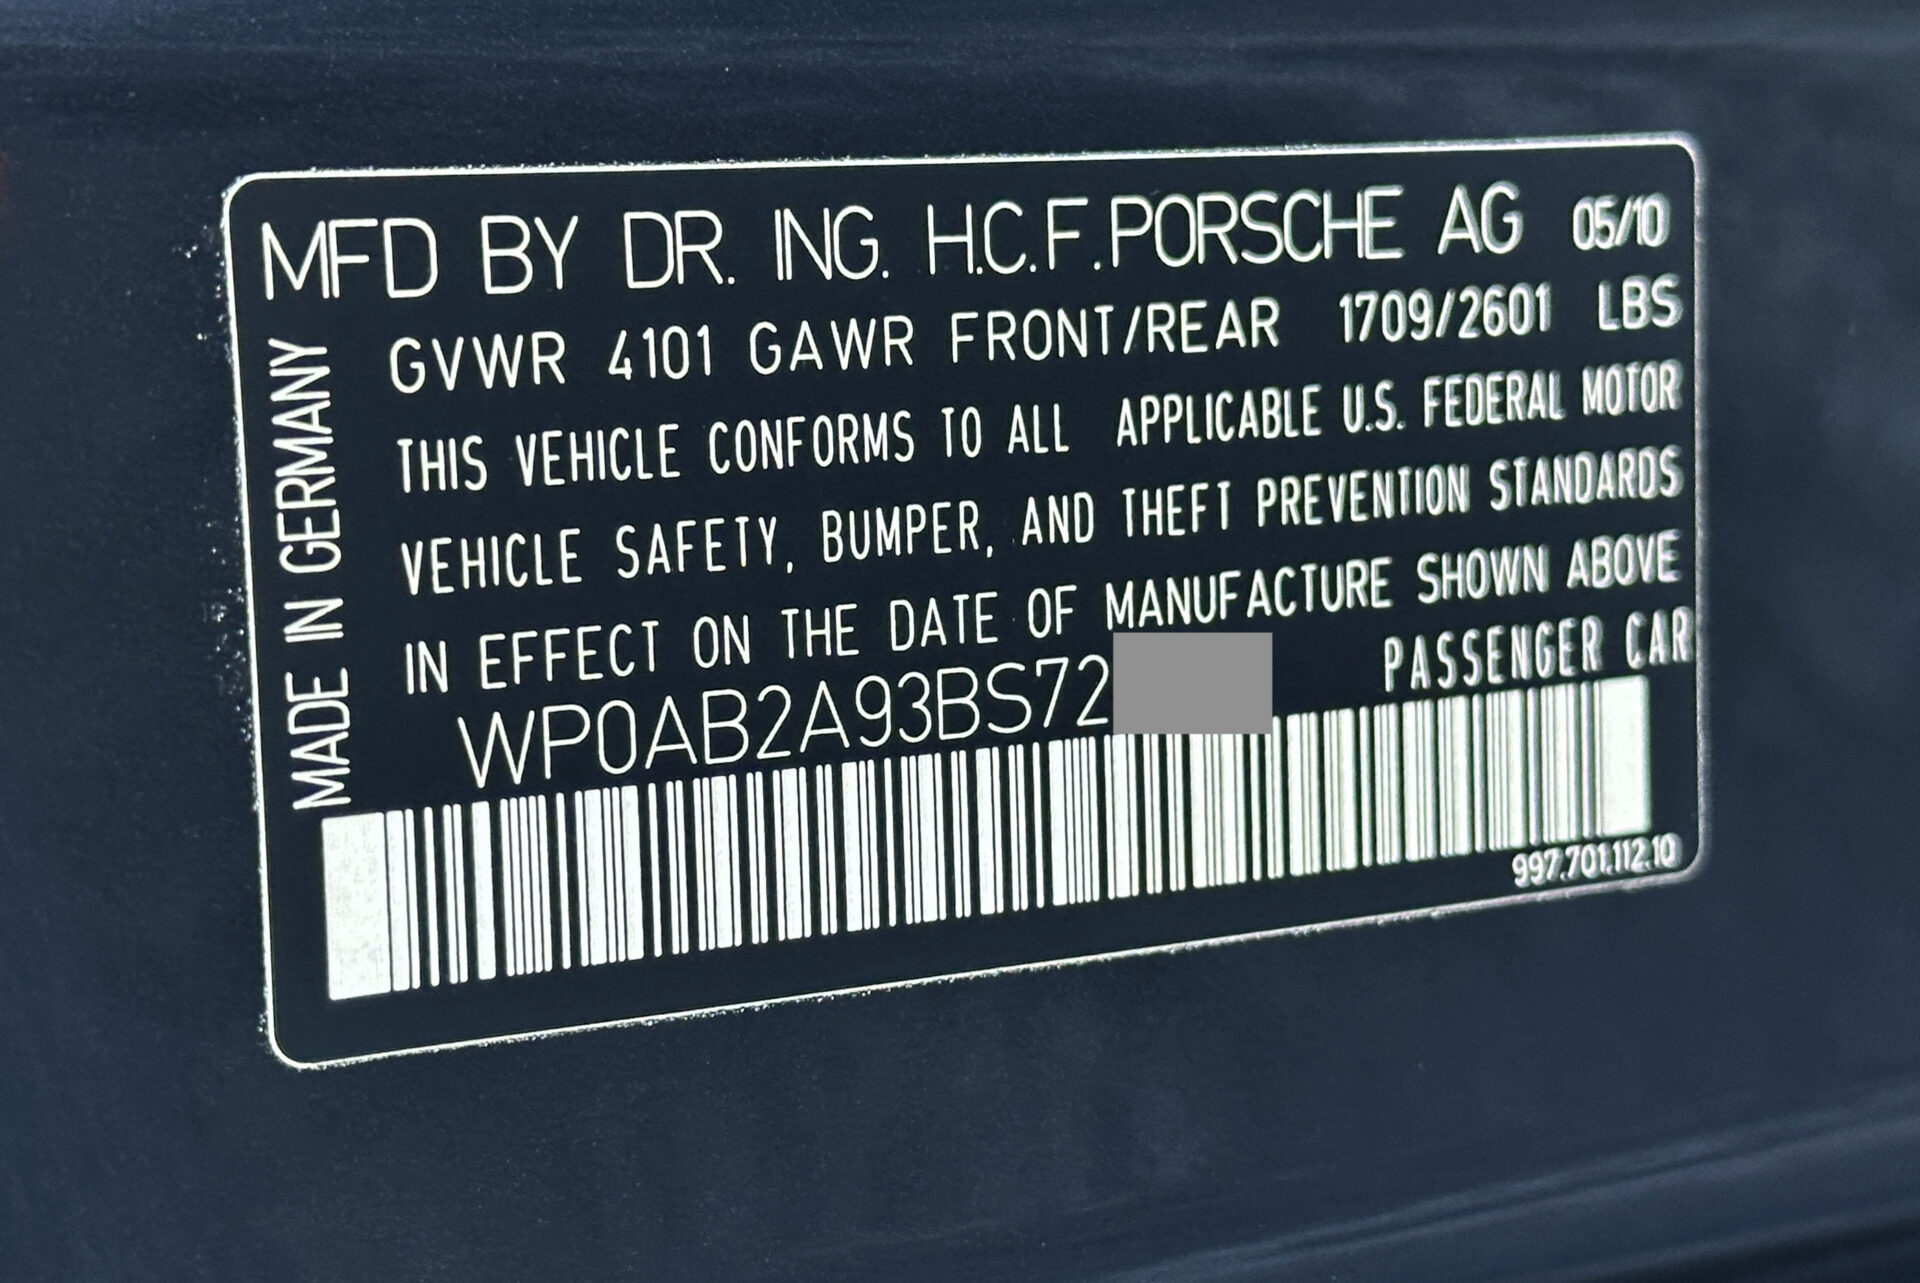 MFD BY DR. ING. H.C.F.PORSCHE AG 05/10
GVWR 4101 GAWR FRONT/REAR 1709/2601 LBS
THIS VEHICLE CONFORMS TO ALL APPLICABLE U.S. FEDERAL MOTOR
VEHICLE SAFETY, BUMPER, AND THEFT PREVENTION STANDARDS
IN EFFECT ON THE DATE OF MANUFACTURE SHOWN ABOVE
WP0AB2A93BS72
PASSENGER CAR
997.701.112.10
MADE IN GERMANY